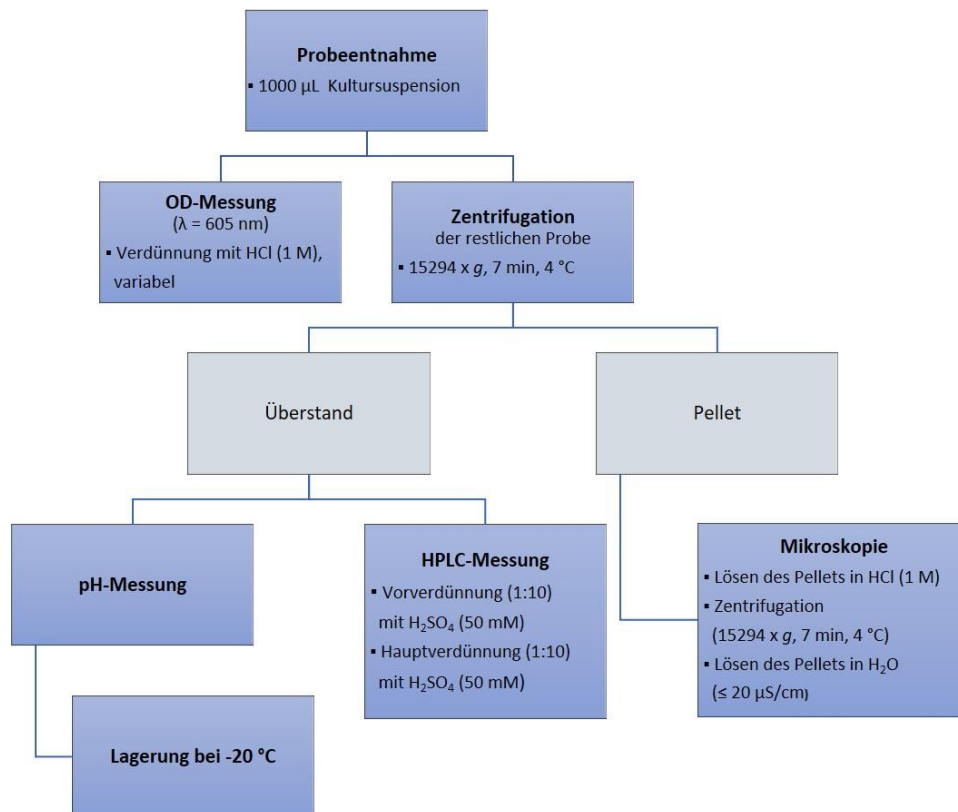 Probeentnahme
▪ 1000 µL Kultursuspension
OD-Messung
(λ = 605 nm)
▪ Verdünnung mit HCl (1 M),
variabel
Zentrifugation
der restlichen Probe
▪ 15294 x g, 7 min, 4 °C
Überstand
Pellet
pH-Messung
HPLC-Messung
▪ Vorverdünnung (1:10)
mit H₂SO₄ (50 mM)
▪ Hauptverdünnung (1:10)
mit H₂SO₄ (50 mM)
Mikroskopie
▪ Lösen des Pellets in HCl (1 M)
▪ Zentrifugation
(15294 x g, 7 min, 4 °C)
▪ Lösen des Pellets in H₂O
(≤ 20 µS/cm)
Lagerung bei -20 °C